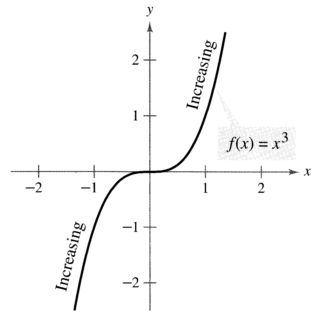 y
2
Increasing
1
f(x) = x³
x
−2
−1
1
2
−1
Increasing
−2